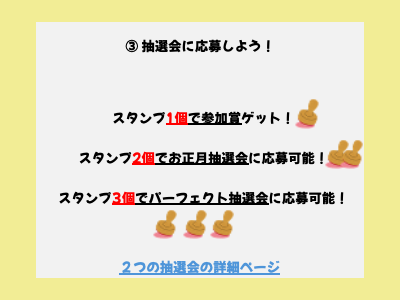 ③ 抽選会に応募しよう！
スタンプ1個で参加賞ゲット！
スタンプ2個でお正月抽選会に応募可能！
スタンプ3個でパーフェクト抽選会に応募可能！
２つの抽選会の詳細ページ